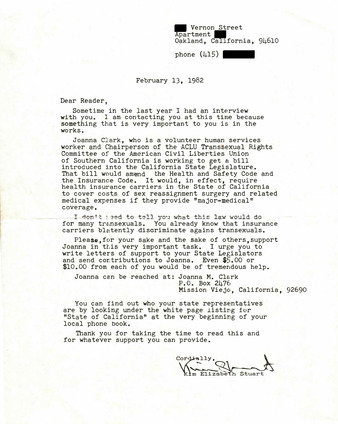 Vernon Street
Apartment
Oakland, California, 94610
phone (415)
February 13, 1982
Dear Reader,
Sometime in the last year I had an interview
with you. I am contacting you at this time because
something that is very important to you is in the
works.
Joanna Clark, who is a volunteer human services
worker and Chairperson of the ACLU Transsexual Rights
Committee of the American Civil Liberties Union
of Southern California is working to get a bill
introduced into the California State Legislature.
That bill would amend the Health and Safety Code and
the Insurance Code. It would, in effect, require
health insurance carriers in the State of California
to cover costs of sex reassignment surgery and related
medical expenses if they provide "major-medical"
coverage.
I don't need to tell you what this law would do
for many transexuals. You already know that insurance
carriers blatently discriminate against transexuals.
Please,for your sake and the sake of others,support
Joanna in this very important task. I urge you to
write letters of support to your State Legislators
and send contributions to Joanna. Even $5.00 or
$10.00 from each of you would be of tremendous help.
Joanna can be reached at: Joanna M. Clark
P.O. Box 2476
Mission Viejo, California, 92690
You can find out who your state representatives
are by looking under the white page listing for
"State of California" at the very beginning of your
local phone book.
Thank you for taking the time to read this and
for whatever support you can provide.
Cordially,
Kim Elizabeth Stuart